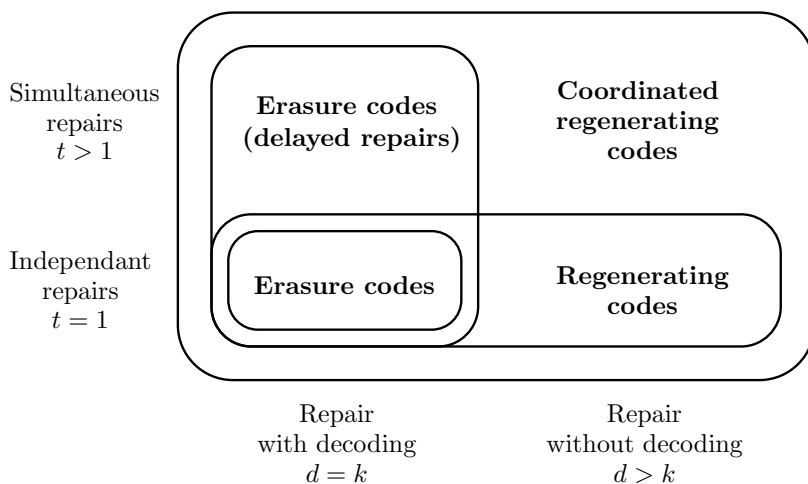 Simultaneous
repairs
t > 1
Erasure codes
(delayed repairs)
Coordinated
regenerating
codes
Independant
repairs
t = 1
Erasure codes
Regenerating
codes
Repair
with decoding
d = k
Repair
without decoding
d > k